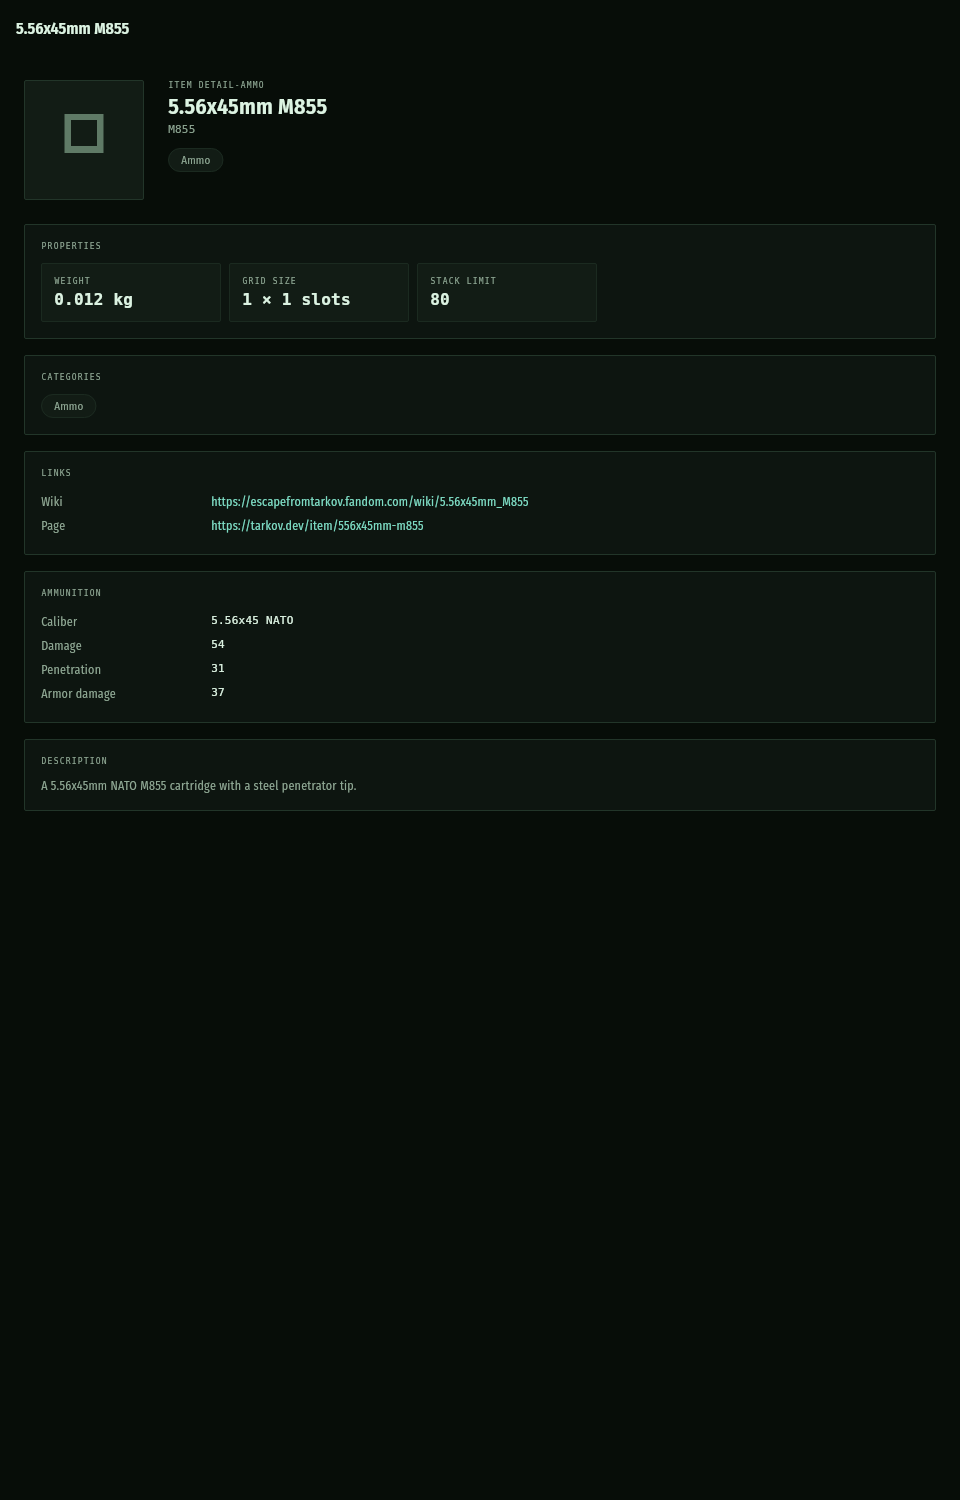 5.56x45mm M855
ITEM DETAIL-AMMO
5.56x45mm M855
M855
Ammo
PROPERTIES
WEIGHT
0.012 kg
GRID SIZE
1 × 1 slots
STACK LIMIT
80
CATEGORIES
Ammo
LINKS
Wiki https://escapefromtarkov.fandom.com/wiki/5.56x45mm_M855
Page https://tarkov.dev/item/556x45mm-m855
AMMUNITION
Caliber 5.56x45 NATO
Damage 54
Penetration 31
Armor damage 37
DESCRIPTION
A 5.56x45mm NATO M855 cartridge with a steel penetrator tip.